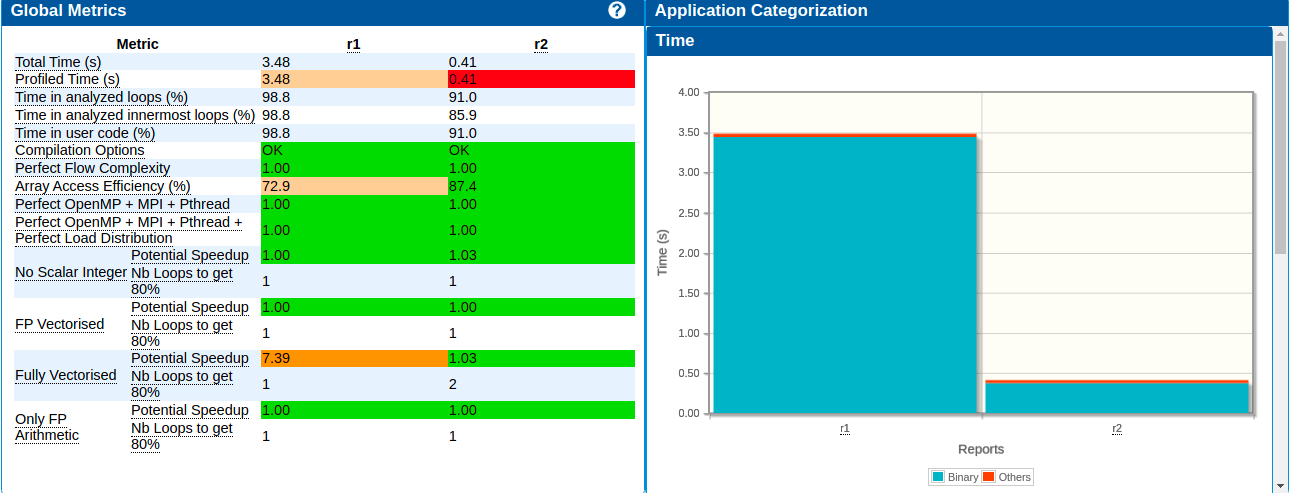 Global Metrics
?
Metric r1 r2
Total Time (s) 3.48 0.41
Profiled Time (s) 3.48 0.41
Time in analyzed loops (%) 98.8 91.0
Time in analyzed innermost loops (%) 98.8 85.9
Time in user code (%) 98.8 91.0
Compilation Options OK OK
Perfect Flow Complexity 1.00 1.00
Array Access Efficiency (%) 72.9 87.4
Perfect OpenMP + MPI + Pthread 1.00 1.00
Perfect OpenMP + MPI + Pthread +
Perfect Load Distribution 1.00 1.00
No Scalar Integer
Potential Speedup 1.00 1.03
Nb Loops to get
80% 1 1
FP Vectorised
Potential Speedup 1.00 1.00
Nb Loops to get
80% 1 1
Fully Vectorised
Potential Speedup 7.39 1.03
Nb Loops to get
80% 1 2
Only FP
Arithmetic
Potential Speedup 1.00 1.00
Nb Loops to get
80% 1 1
Application Categorization
Time
4.00
3.50
3.00
2.50
2.00
1.50
1.00
0.50
0.00
Time (s)
r1 r2
Reports
Binary Others